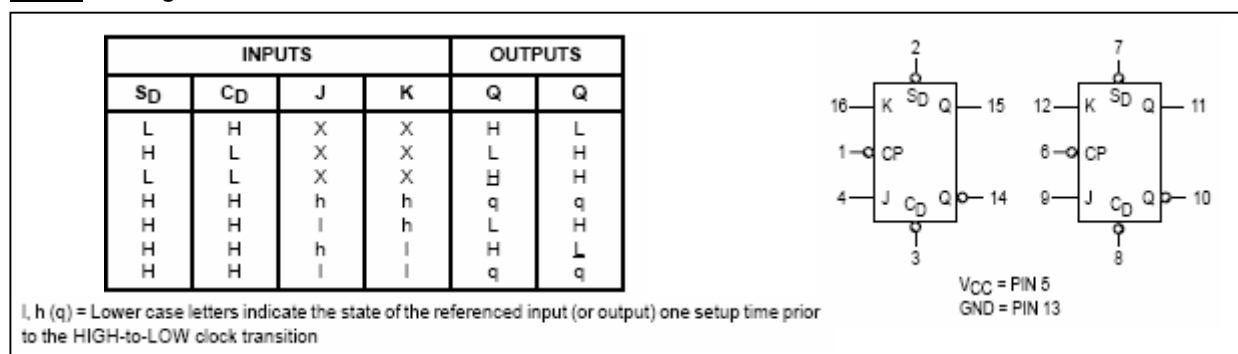 INPUTS OUTPUTS
SD CD J K Q Q
L H X X H L
H L X X L H
L L X X H H
H H h h q q
H H l h L H
H H h l H L
H H l l q q
l, h (q) = Lower case letters indicate the state of the referenced input (or output) one setup time prior
to the HIGH-to-LOW clock transition
2
16 K SD Q 15
1 CP
4 J CD Q 14
3
7
12 K SD Q 11
6 CP
9 J CD Q 10
8
VCC = PIN 5
GND = PIN 13